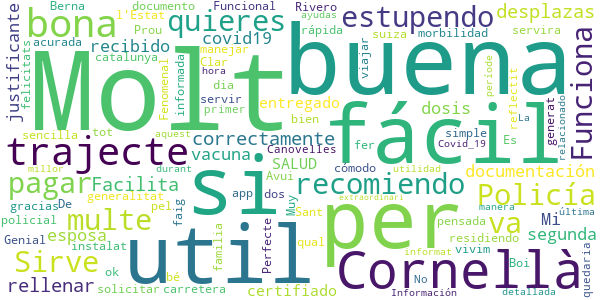 Berna documento Funcional Rivero ayudas
l'Estat Prou rápida
bona quieres estupendo desplazas
acurada recibido covid19 manejar suiza morbilidad servira
catalunya Clar viajar
justificante felicitats Molt Fenomenal informada hora dia buena
servir primer entregado dosis generat reflectit La relacionado
sencilla tot bien fácil simple Covid_19 Funciona
correctamente Canovelles fer Es
trajecte aquest vacuna SALUD cómodo període
millor durant Avui utilidad
pagar Facilita si recomiendo documentación
generalitat app dos extraordinari manera última
gracias De pel Muy Sant per Policía
policial multe faig familia qual pensada va Mi segunda
Genial esposa instalat útil Perfecte residiendo
Sirve ok bé informat vivim Boi quedaria
rellenar solicitar carretera certificado Cornellà No Información detallada